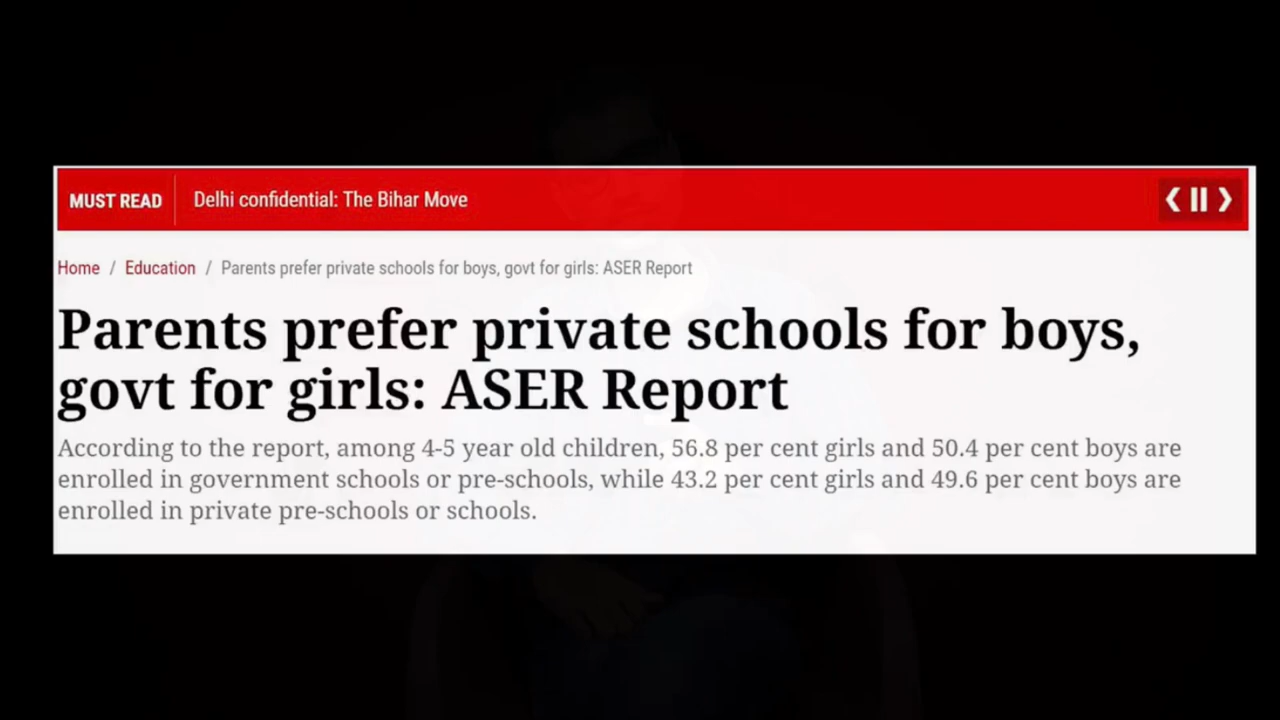 MUST READ Delhi confidential: The Bihar Move
Home / Education / Parents prefer private schools for boys, govt for girls: ASER Report
Parents prefer private schools for boys,
govt for girls: ASER Report
According to the report, among 4-5 year old children, 56.8 per cent girls and 50.4 per cent boys are
enrolled in government schools or pre-schools, while 43.2 per cent girls and 49.6 per cent boys are
enrolled in private pre-schools or schools.